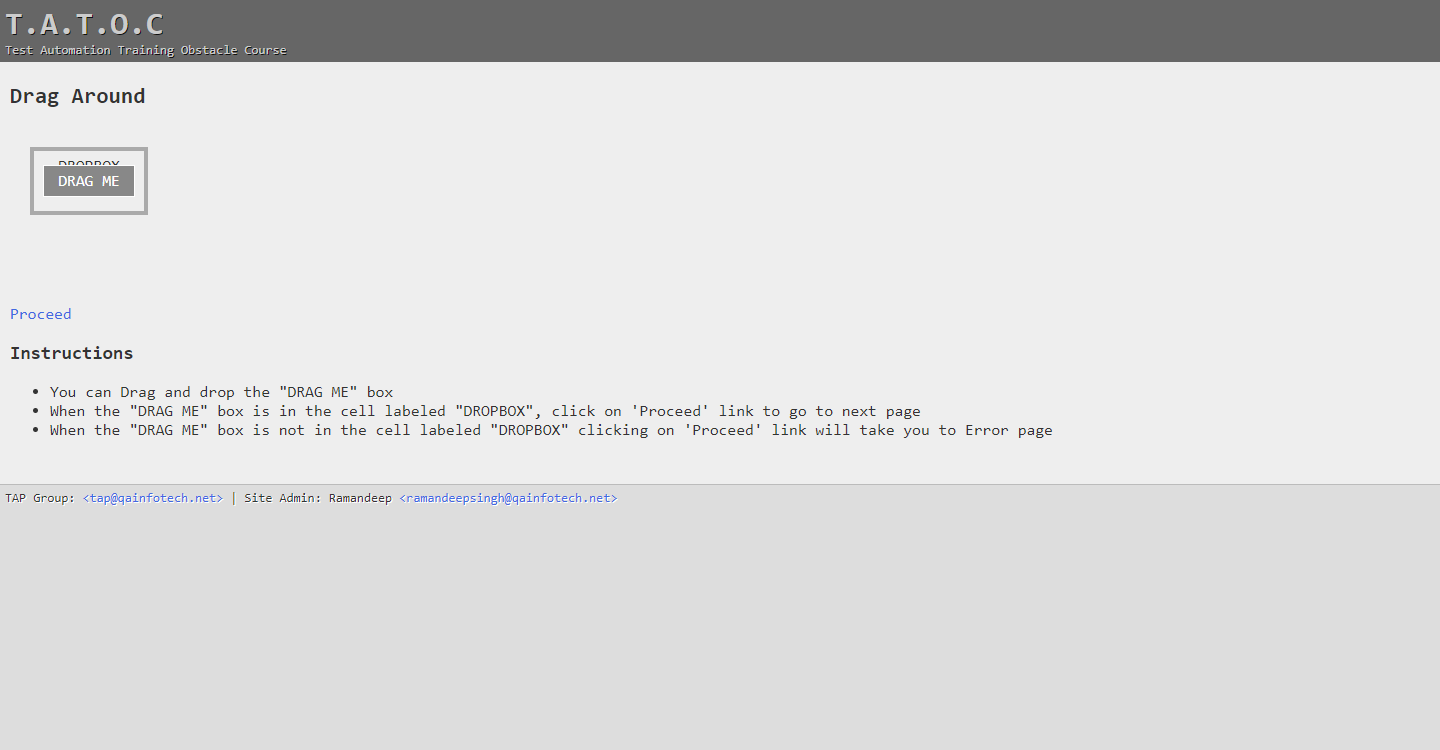 T.A.T.O.C
Test Automation Training Obstacle Course
Drag Around
DROPBOX
DRAG ME
Proceed
Instructions
• You can Drag and drop the "DRAG ME" box
• When the "DRAG ME" box is in the cell labeled "DROPBOX", click on 'Proceed' link to go to next page
• When the "DRAG ME" box is not in the cell labeled "DROPBOX" clicking on 'Proceed' link will take you to Error page
TAP Group: <tap@qainfotech.net> | Site Admin: Ramandeep <ramandeepsingh@qainfotech.net>